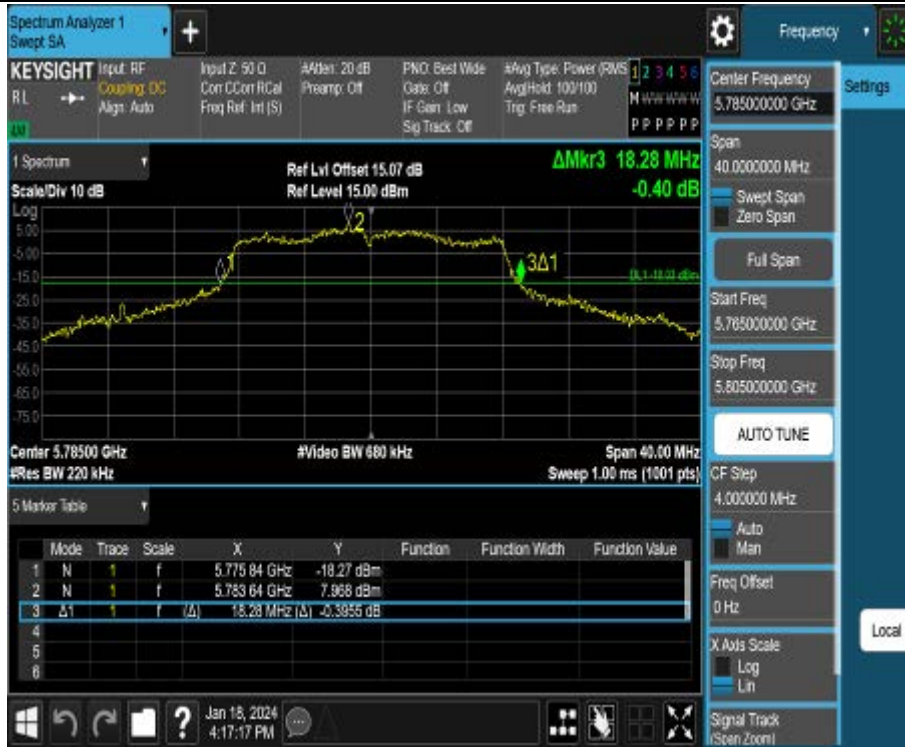 Spectrum Analyzer 1
Swept SA
+
Frequency
KEYSIGHT
RL
Input: RF
Coupling: DC
Align: Auto
Input Z: 50 Ω
Corr CCorr RCal
Freq Ref: Int (S)
#Atten: 20 dB
Preamp: Off
PNO: Best Wide
Gate: Off
IF Gain: Low
Sig Track: Off
#Avg Type: Power (RMS
Avg|Hold: 100/100
Trig: Free Run
1 2 3 4 5 6
M W W W W W
P P P P P P
1 Spectrum
Scale/Div 10 dB
Ref Lvl Offset 15.07 dB
Ref Level 15.00 dBm
ΔMkr3 18.28 MHz
-0.40 dB
Log
5.00
-5.00
-15.0
-25.0
-35.0
-45.0
-55.0
-65.0
-75.0
1
2
3Δ1
Center 5.78500 GHz
#Res BW 220 kHz
#Video BW 680 kHz
Span 40.00 MHz
Sweep 1.00 ms (1001 pts)
5 Marker Table
Mode Trace Scale X Y Function Function Width Function Value
1 N 1 f 5.775 84 GHz -18.27 dBm
2 N 1 f 5.783 64 GHz 7.968 dBm
3 Δ1 1 f (Δ) 18.28 MHz (Δ) -0.3955 dB
4
5
6
Jan 18, 2024
4:17:17 PM
Center Frequency
5.785000000 GHz
Settings
Span
40.0000000 MHz
Swept Span
Zero Span
Full Span
Start Freq
5.765000000 GHz
Stop Freq
5.805000000 GHz
AUTO TUNE
CF Step
4.000000 MHz
Auto
Man
Freq Offset
0 Hz
X Axis Scale
Log
Lin
Local
Signal Track
(Span Zoom)